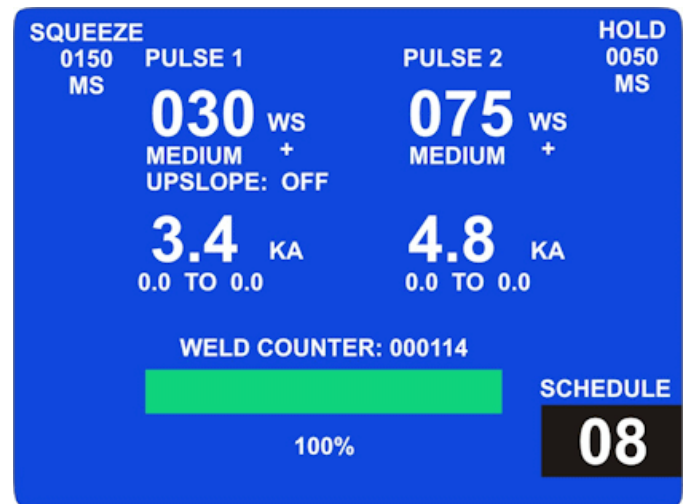 SQUEEZE
0150
MS
HOLD
0050
MS
PULSE 1
030 WS
MEDIUM +
UPSLOPE: OFF
3.4 KA
0.0 TO 0.0
PULSE 2
075 WS
MEDIUM +
4.8 KA
0.0 TO 0.0
WELD COUNTER: 000114
100%
SCHEDULE
08